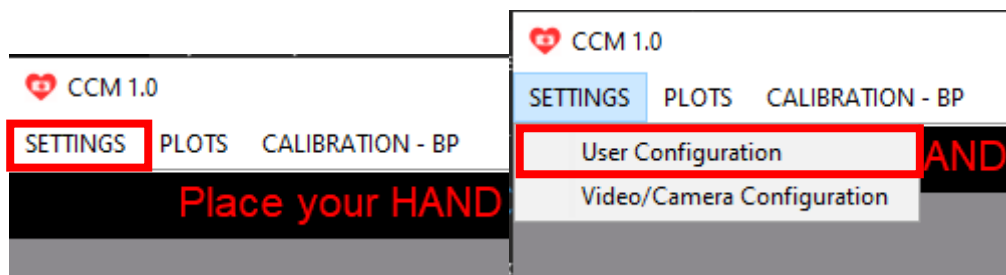 CCM 1.0
SETTINGS PLOTS CALIBRATION - BP
Place your HAND
CCM 1.0
SETTINGS PLOTS CALIBRATION - BP
User Configuration
AND
Video/Camera Configuration